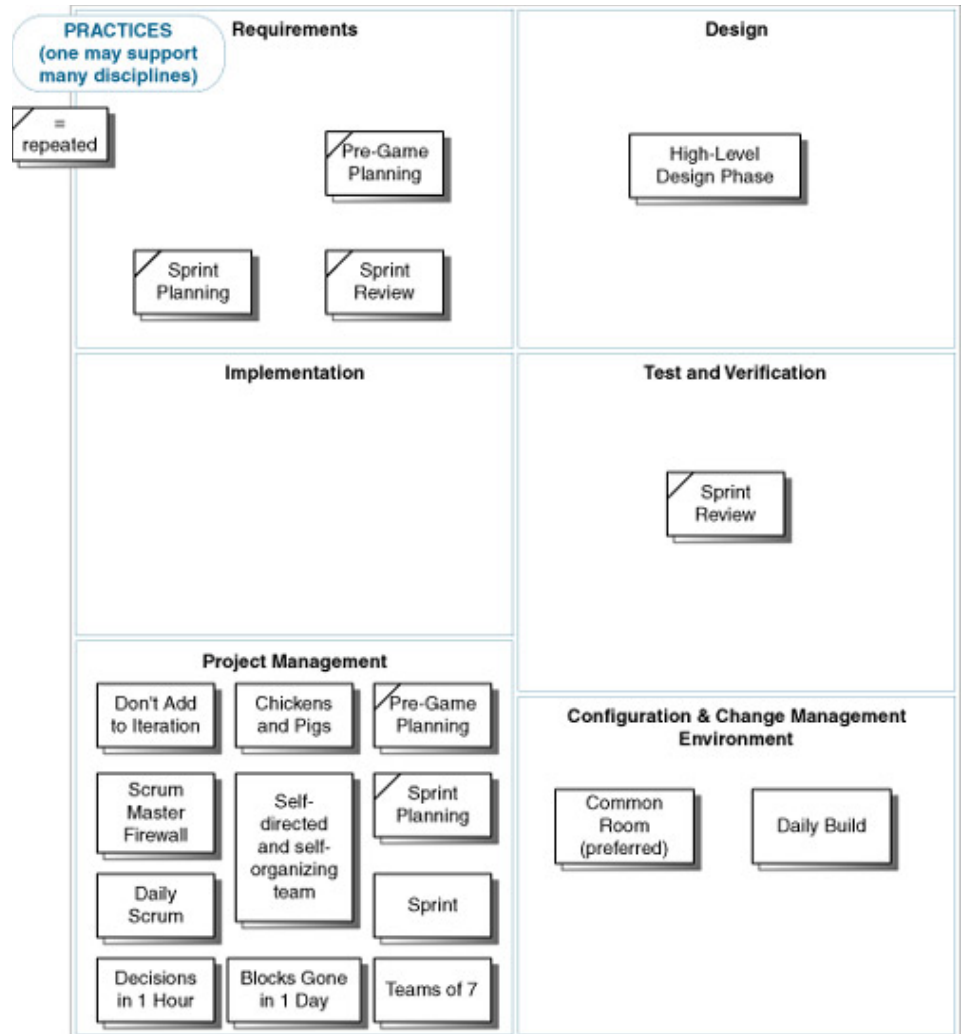 PRACTICES
(one may support
many disciplines)
=
repeated
Requirements
Pre-Game
Planning
Sprint
Planning
Sprint
Review
Design
High-Level
Design Phase
Implementation
Test and Verification
Sprint
Review
Project Management
Don't Add
to Iteration
Chickens
and Pigs
Pre-Game
Planning
Scrum
Master
Firewall
Self-
directed
and self-
organizing
team
Sprint
Planning
Daily
Scrum
Sprint
Decisions
in 1 Hour
Blocks Gone
in 1 Day
Teams of 7
Configuration & Change Management
Environment
Common
Room
(preferred)
Daily Build